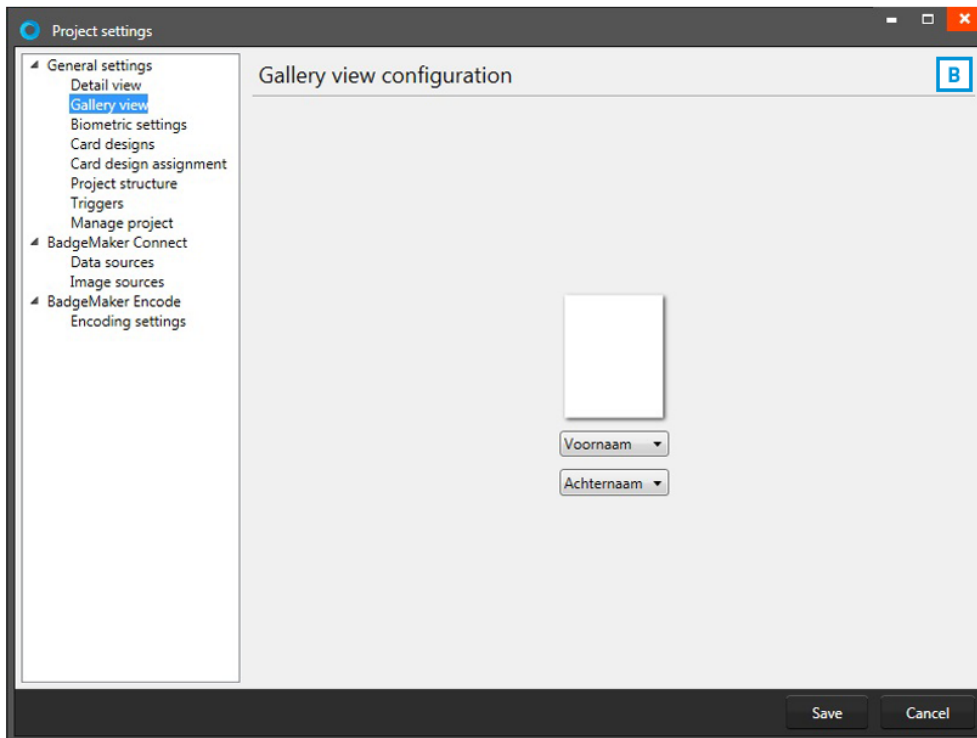 Project settings
General settings
Detail view
Gallery view
Biometric settings
Card designs
Card design assignment
Project structure
Triggers
Manage project
BadgeMaker Connect
Data sources
Image sources
BadgeMaker Encode
Encoding settings
Gallery view configuration
B
Voornaam
Achternaam
Save
Cancel